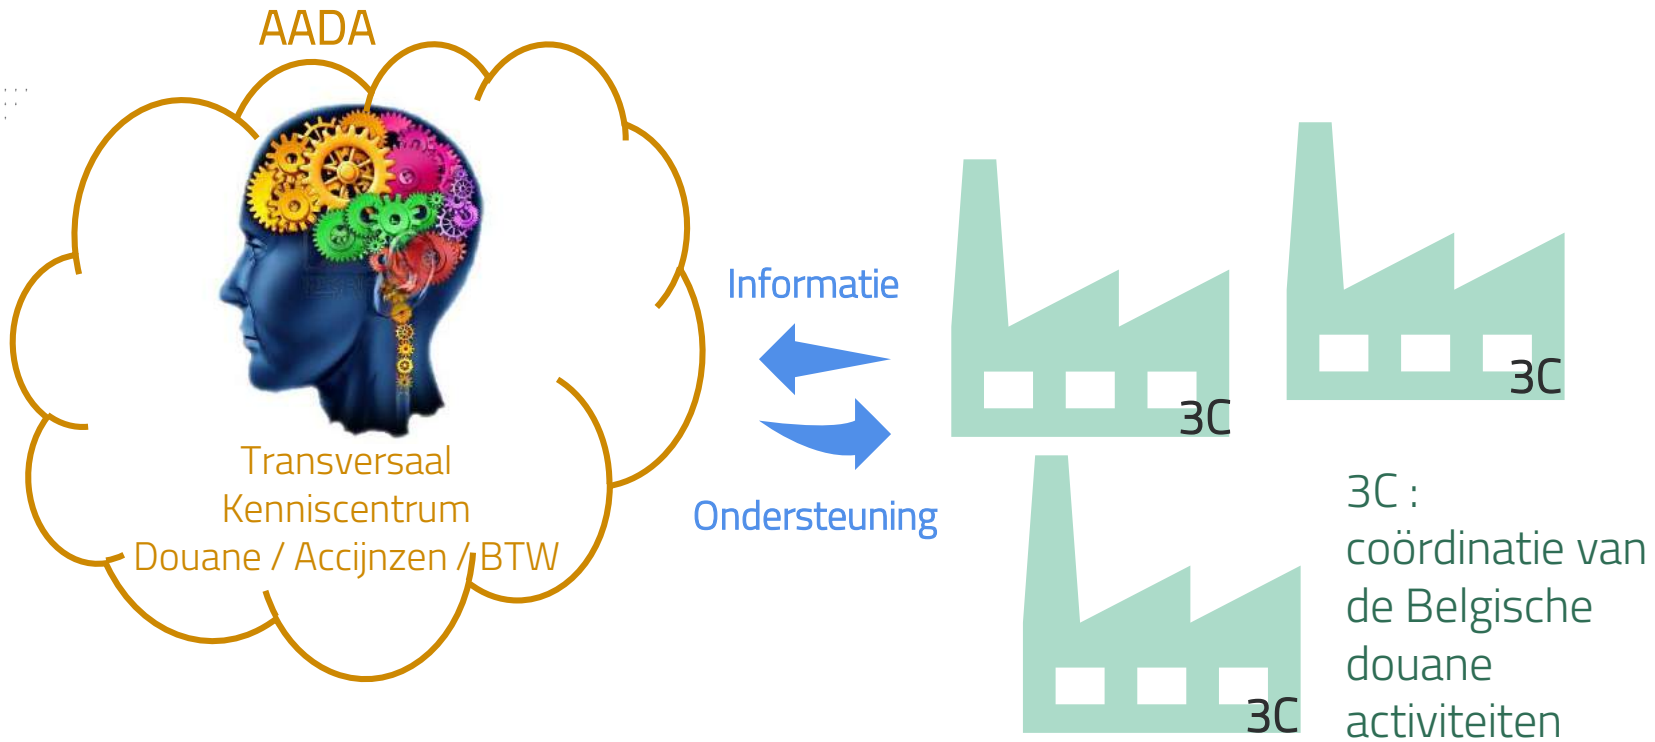 AADA
Transversaal
Kenniscentrum
Douane / Accijnzen / BTW
Informatie
Ondersteuning
3C
3C
3C
3C :
coördinatie van
de Belgische
douane
activiteiten